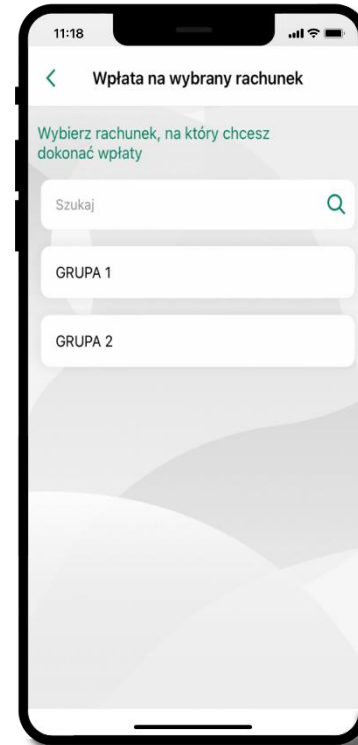 11:18
Wpłata na wybrany rachunek
Wybierz rachunek, na który chcesz
dokonać wpłaty
Szukaj
GRUPA 1
GRUPA 2